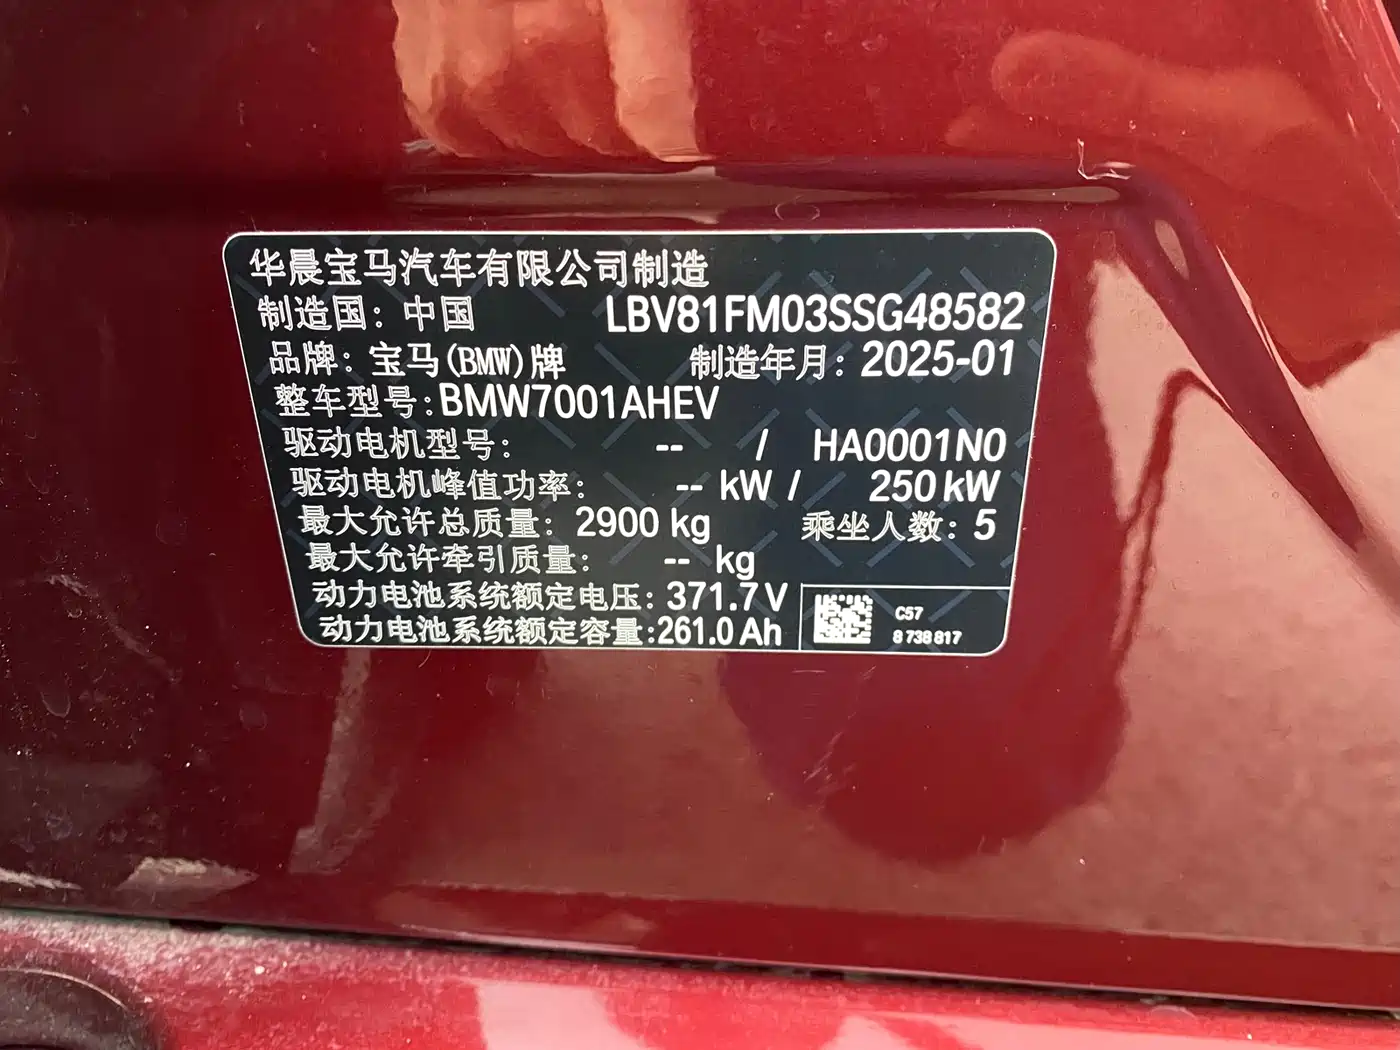 华晨宝马汽车有限公司制造
制造国：中国 LBV81FM03SSG48582
品牌：宝马(BMW)牌 制造年月：2025-01
整车型号:BMW7001AHEV
驱动电机型号： -- / HA0001N0
驱动电机峰值功率： -- kW / 250 kW
最大允许总质量：2900 kg 乘坐人数：5
最大允许牵引质量： -- kg
动力电池系统额定电压：371.7V
动力电池系统额定容量:261.0 Ah
C57
8 738 817